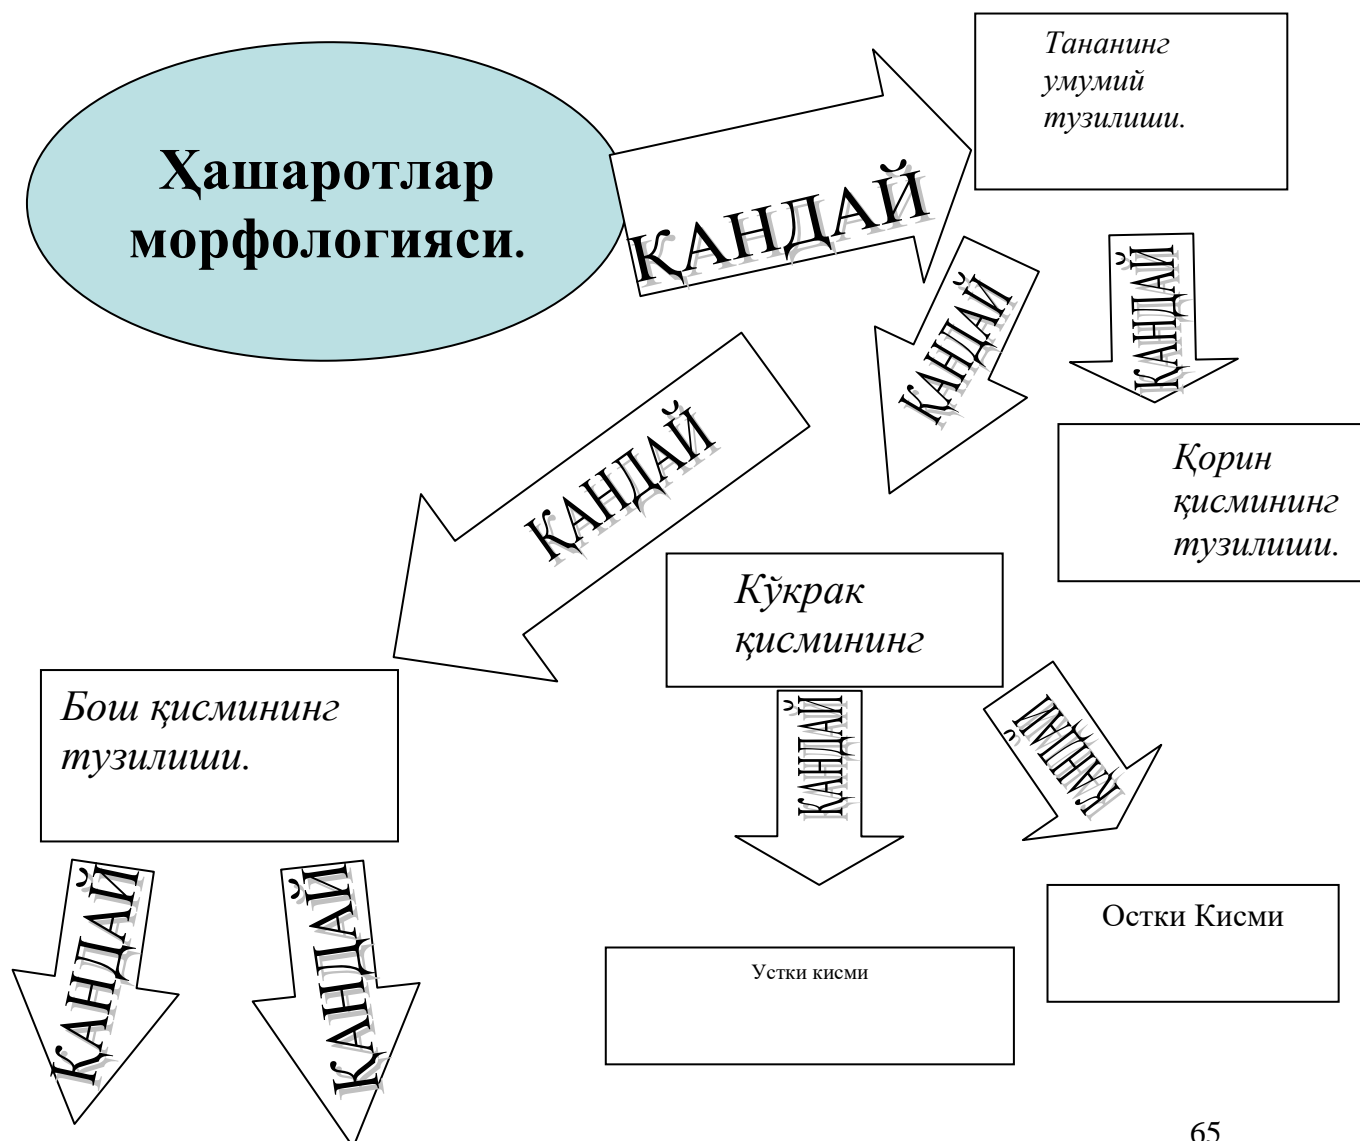 Тананинг
умумий
тузилиши.
Ҳашаротлар
морфологияси.
ҚАНДАЙ
ҚАНДАЙ
ҚАНДАЙ
ҚАНДАЙ
Қорин
қисмининг
тузилиши.
Кўкрак
қисмининг
Бош қисмининг
тузилиши.
ҚАНДАЙ
ҚАНДАЙ
ҚАНДАЙ
ҚАНДАЙ
Остки Кисми
Устки кисми
65